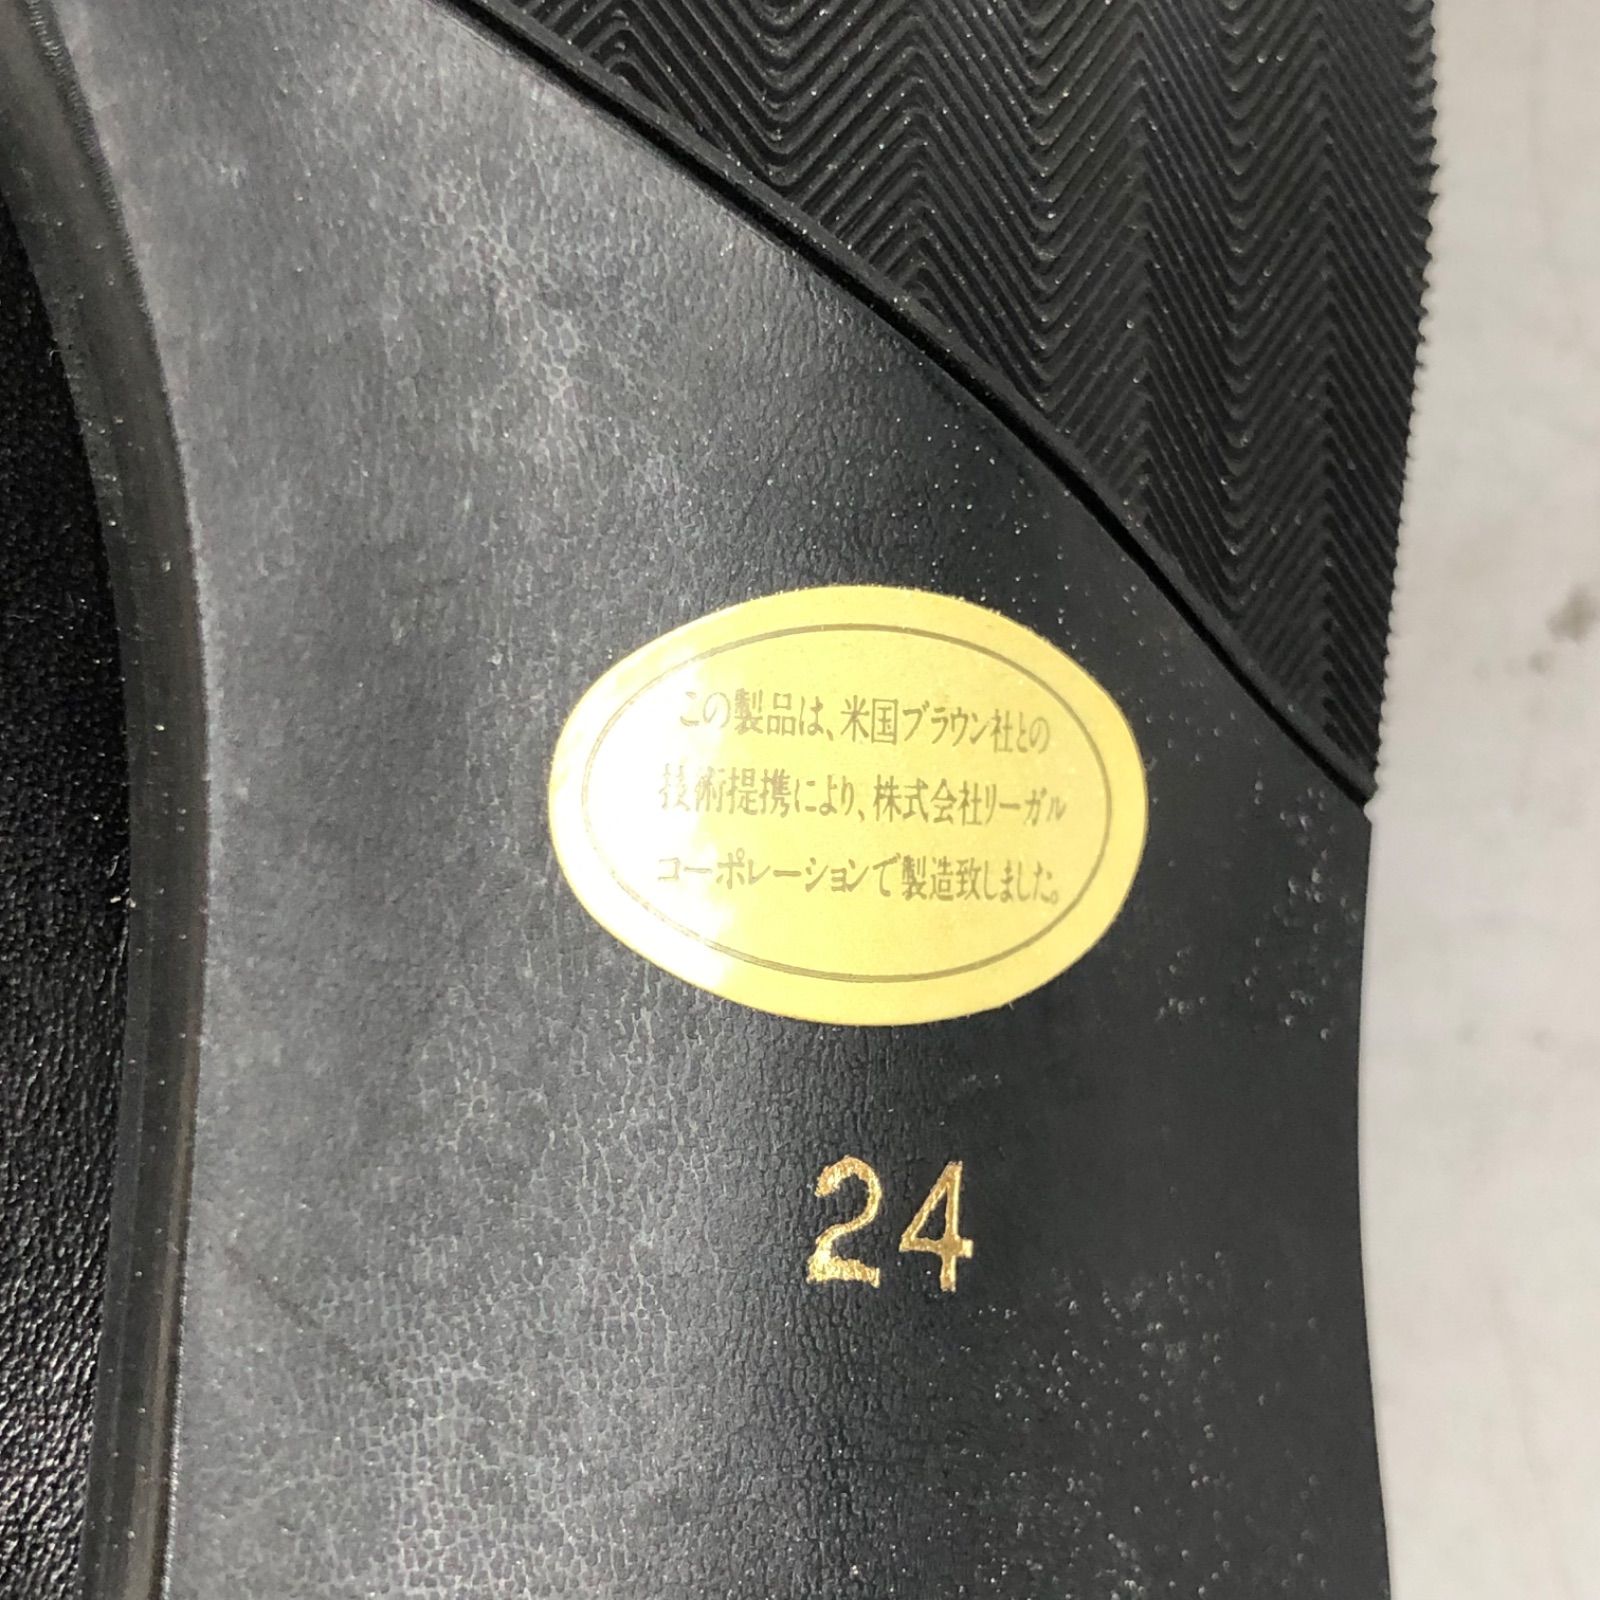 この製品は、米国ブラウン社との
技術提携により、株式会社リーガル
コーポレーションで製造致しました。
24